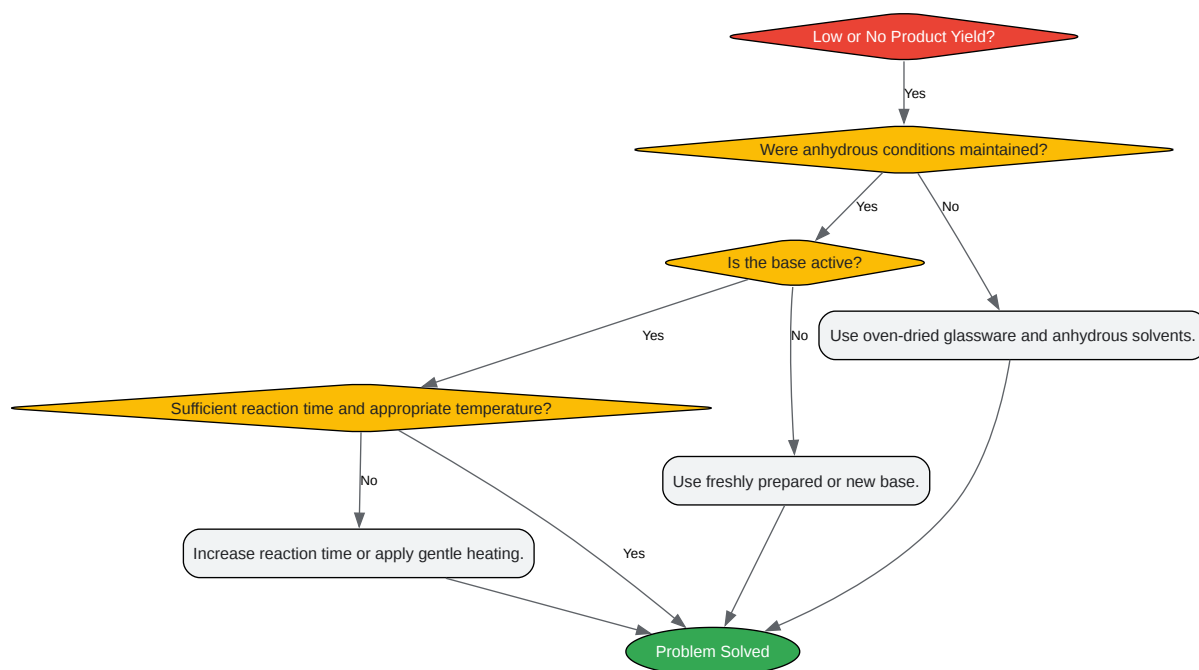 Low or No Product Yield?
Yes
Were anhydrous conditions maintained?
Yes
No
Is the base active?
Yes
No
Use oven-dried glassware and anhydrous solvents.
Sufficient reaction time and appropriate temperature?
No
Use freshly prepared or new base.
Increase reaction time or apply gentle heating.
Yes
Problem Solved